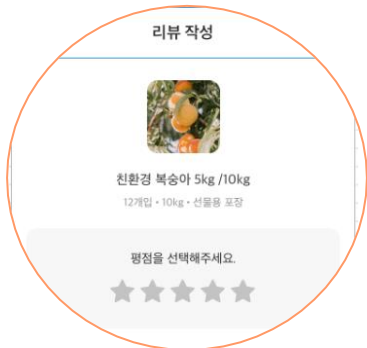 리뷰 작성
친환경 복숭아 5kg /10kg
12개입 • 10kg • 선물용 포장
평점을 선택해주세요.